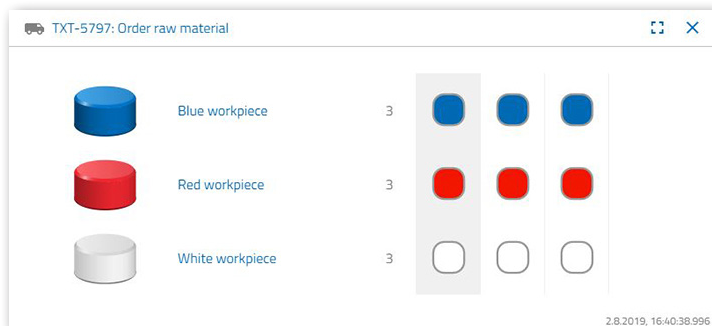 TXT-5797: Order raw material
Blue workpiece 3
Red workpiece 3
White workpiece 3
2.8.2019, 16:40:38.996